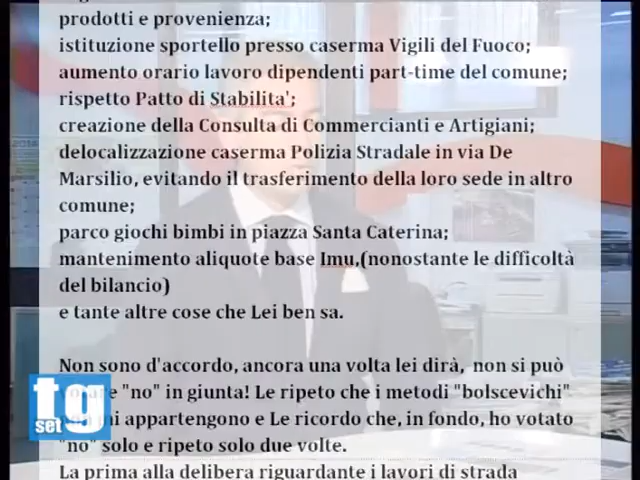 prodotti e provenienza;
istituzione sportello presso caserma Vigili del Fuoco;
aumento orario lavoro dipendenti part-time del comune;
rispetto Patto di Stabilita';
creazione della Consulta di Commercianti e Artigiani;
delocalizzazione caserma Polizia Stradale in via De
Marsilio, evitando il trasferimento della loro sede in altro
comune;
parco giochi bimbi in piazza Santa Caterina;
mantenimento aliquote base Imu,(nonostante le difficoltà
del bilancio)
e tante altre cose che Lei ben sa.
Non sono d'accordo, ancora una volta lei dirà, non si può
"no" in giunta! Le ripeto che i metodi "bolscevichi"
mi appartengono e Le ricordo che, in fondo, ho votato
"no" solo e ripeto solo due volte.
La prima alla delibera riguardante i lavori di strada
tg
set